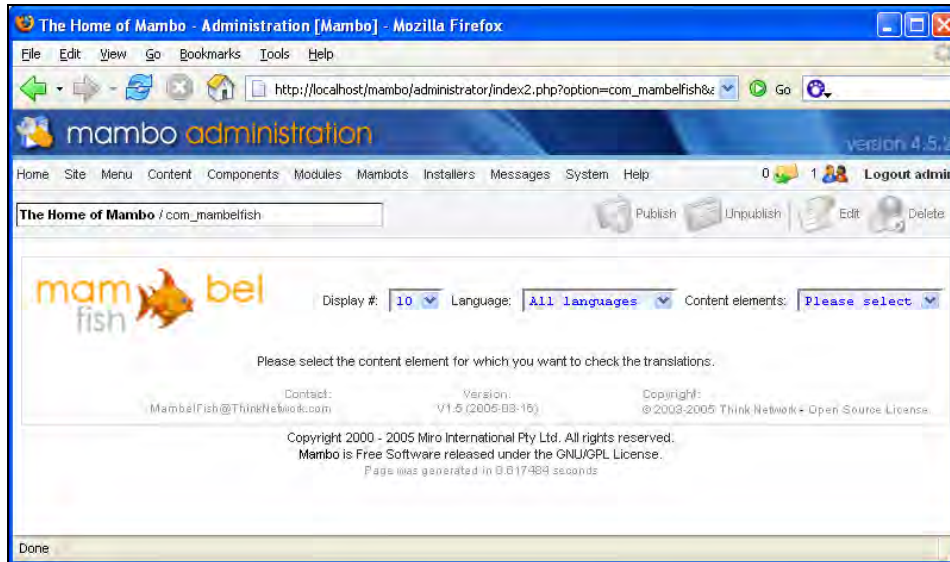 The Home of Mambo - Administration [Mambo] - Mozilla Firefox
File Edit View Go Bookmarks Tools Help
http://localhost/mambo/administrator/index2.php?option=com_mambelfish& Go
mambo administration
version 4.5.2
Home Site Menu Content Components Modules Mambots Installers Messages System Help 0 1 Logout admin
The Home of Mambo / com_mambelfish Publish Unpublish Edit Delete
mam bel
fish
Display #: 10 Language: All languages Content elements: Please select
Please select the content element for which you want to check the translations.
Contact: Version: Copyright:
MambelFish@ThinkNetwork.com V1.5 (2005-03-16) © 2003-2005 Think Network - Open Source License
Copyright 2000 - 2005 Miro International Pty Ltd. All rights reserved.
Mambo is Free Software released under the GNU/GPL License.
Page was generated in 0.617484 seconds
Done